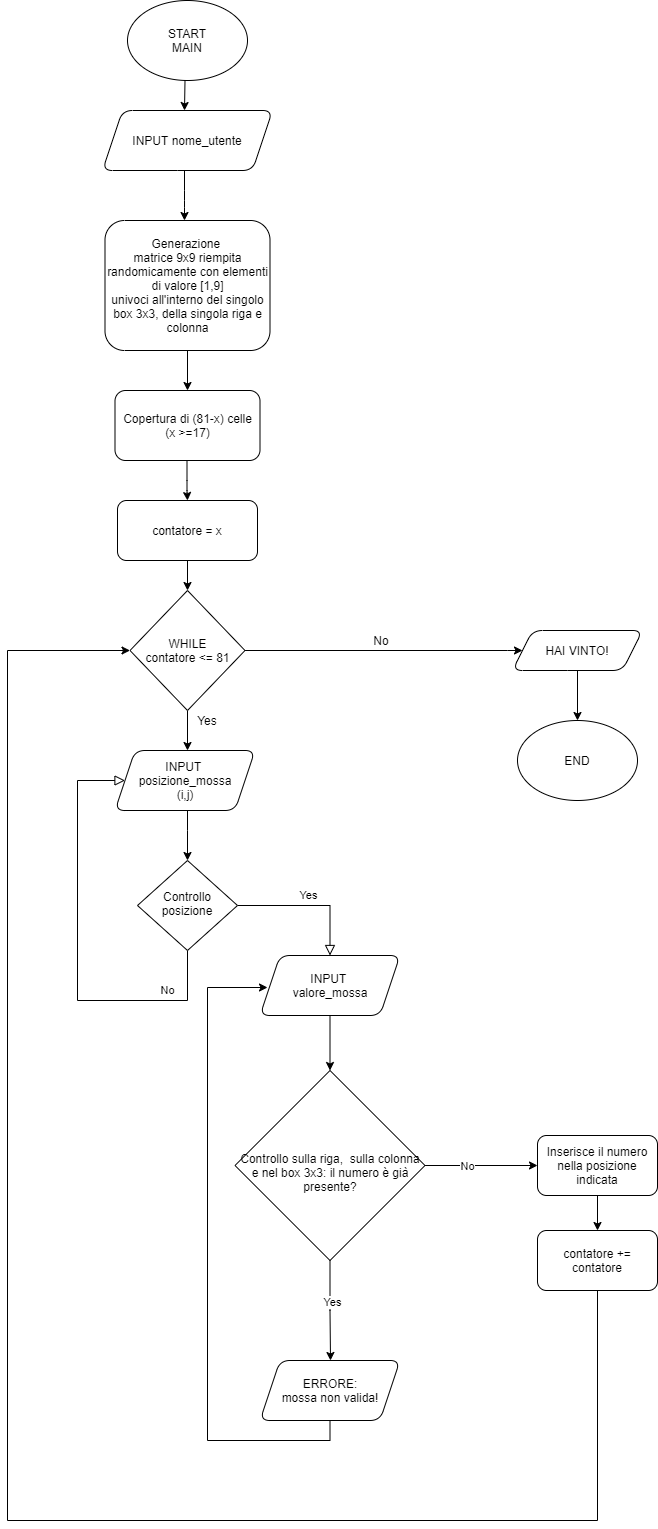 START
MAIN
INPUT nome_utente
Generazione
matrice 9x9 riempita
randomicamente con elementi
di valore [1,9]
univoci all'interno del singolo
box 3x3, della singola riga e
colonna
Copertura di (81-x) celle
(x >=17)
contatore = x
WHILE
contatore <= 81
No
HAI VINTO!
Yes
END
INPUT
posizione_mossa
(i,j)
Controllo
posizione
Yes
No
INPUT
valore_mossa
Controllo sulla riga, sulla colonna
e nel box 3x3: il numero è già
presente?
No
Inserisce il numero
nella posizione
indicata
contatore +=
contatore
Yes
ERRORE:
mossa non valida!